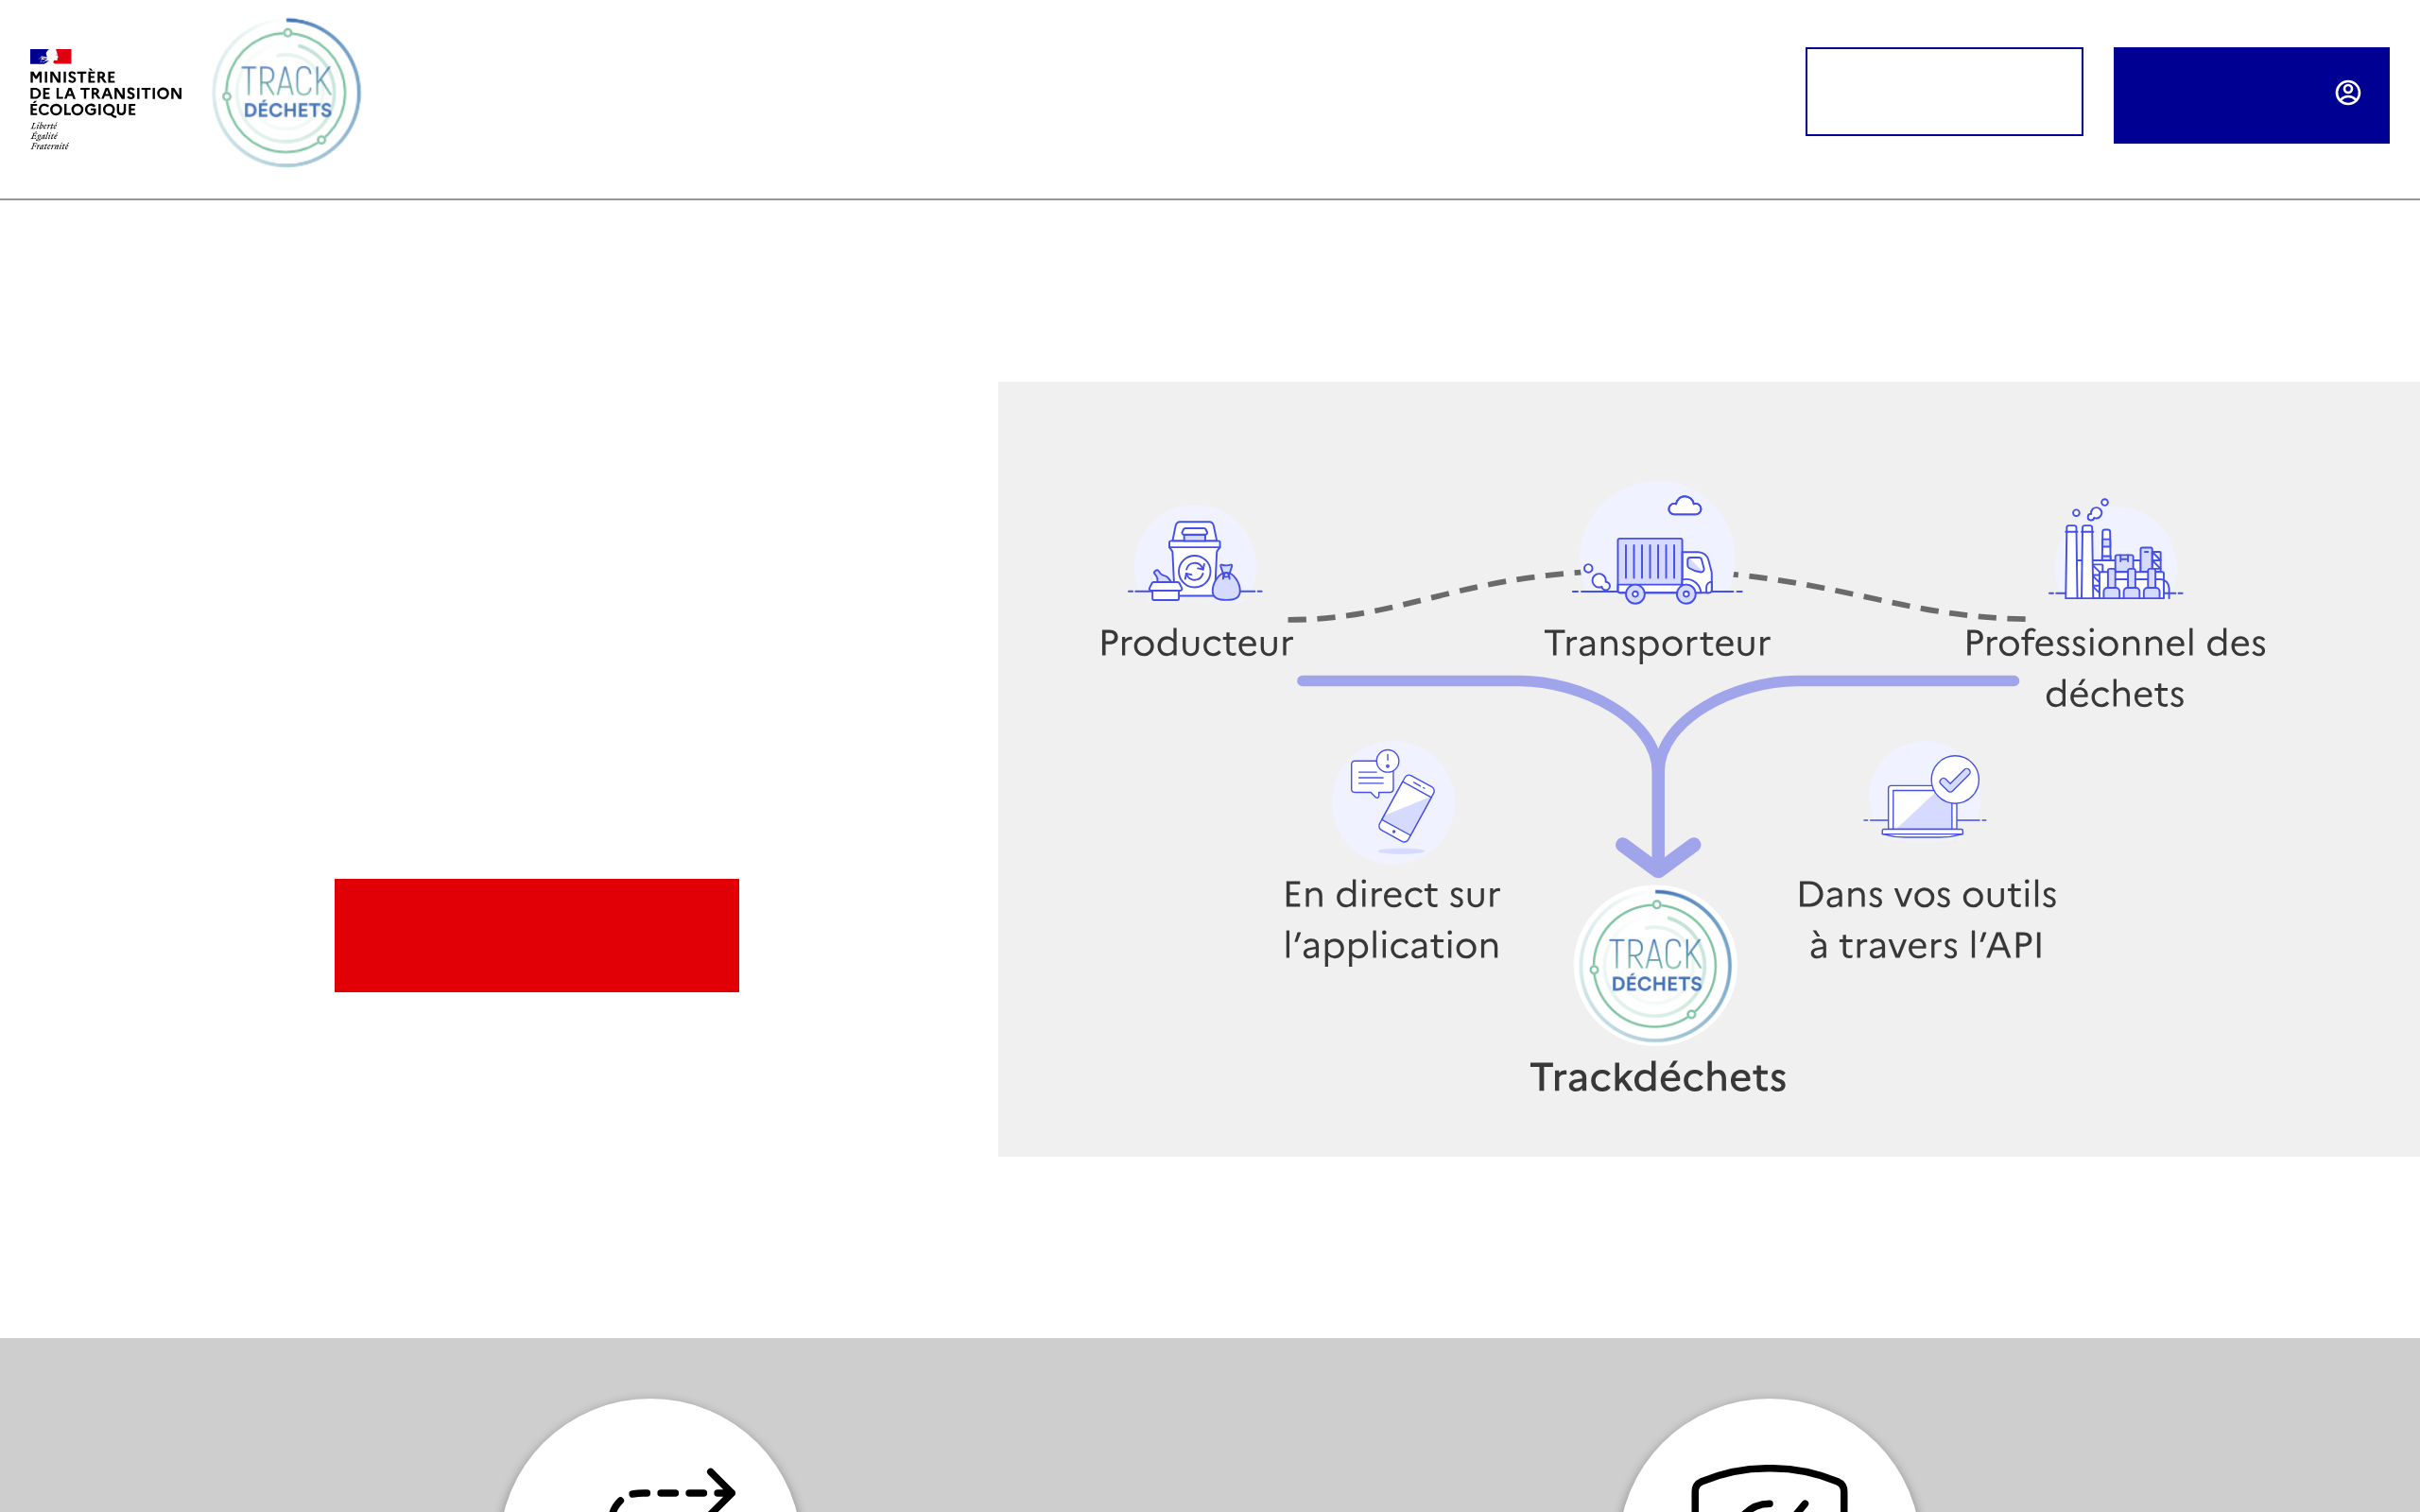 MINISTÈRE
DE LA TRANSITION
ÉCOLOGIQUE
Liberté
Égalité
Fraternité
TRACK
DÉCHETS
Producteur
Transporteur
Professionnel des
déchets
En direct sur
l’application
Dans vos outils
à travers l’API
TRACK
DÉCHETS
Trackdéchets